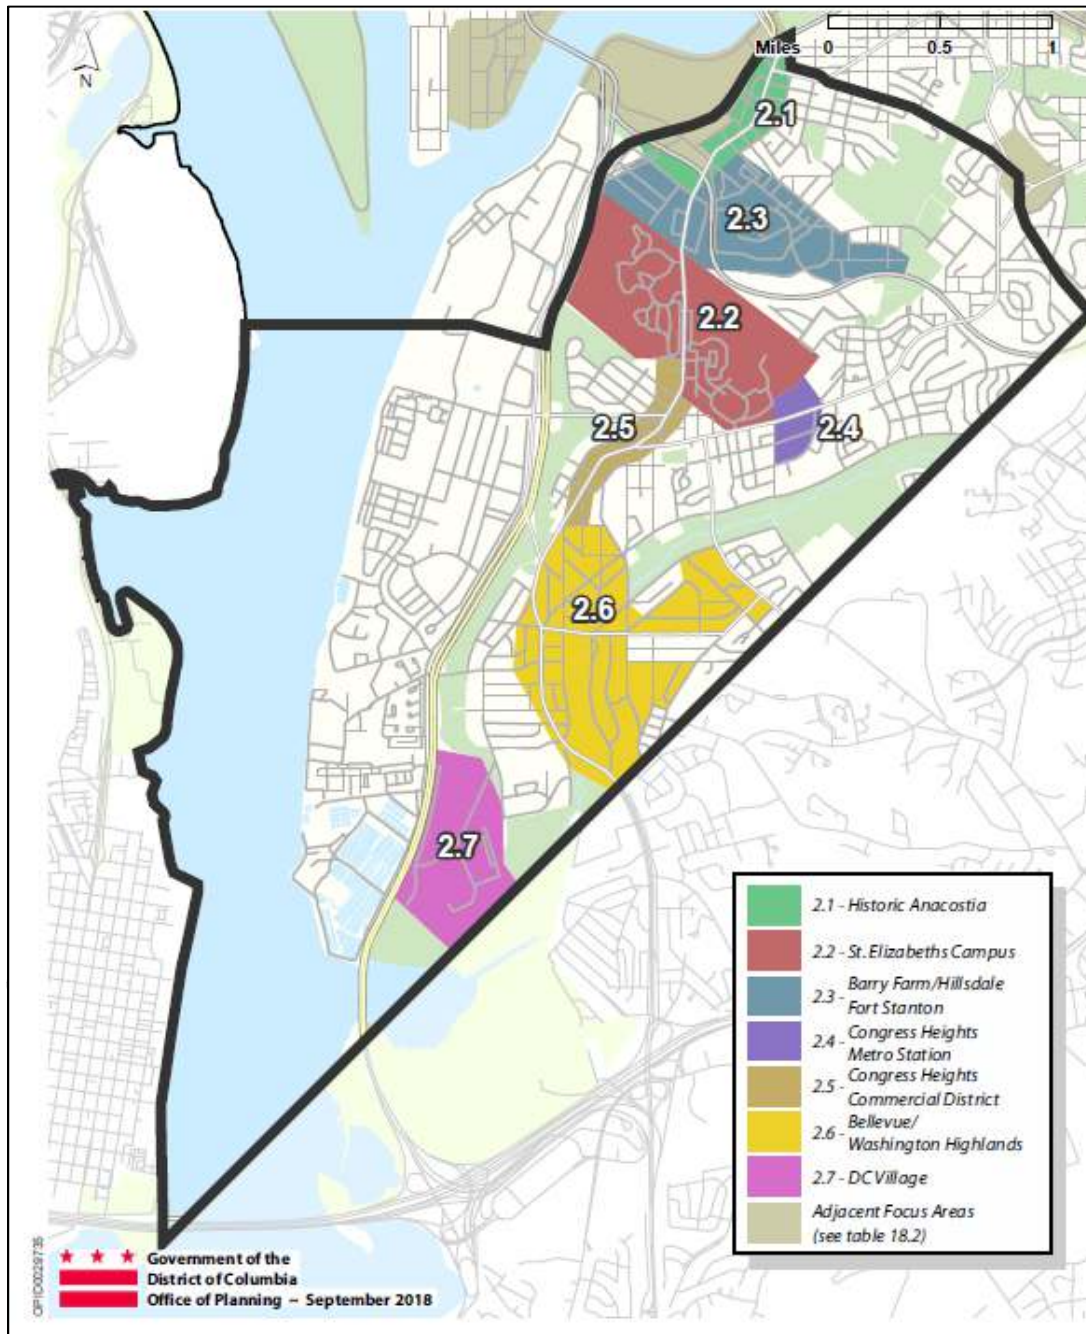 Miles 0 0.5 1
N
2.1
2.3
2.2
2.5
2.4
2.6
2.7
2.1 - Historic Anacostia
2.2 - St. Elizabeths Campus
2.3 - Barry Farm/Hillsdale
Fort Stanton
2.4 - Congress Heights
Metro Station
2.5 - Congress Heights
Commercial District
2.6 - Bellevue/
Washington Highlands
2.7 - DC Village
Adjacent Focus Areas
(see table 18.2)
Government of the
District of Columbia
Office of Planning ~ September 2018
OPID0029735